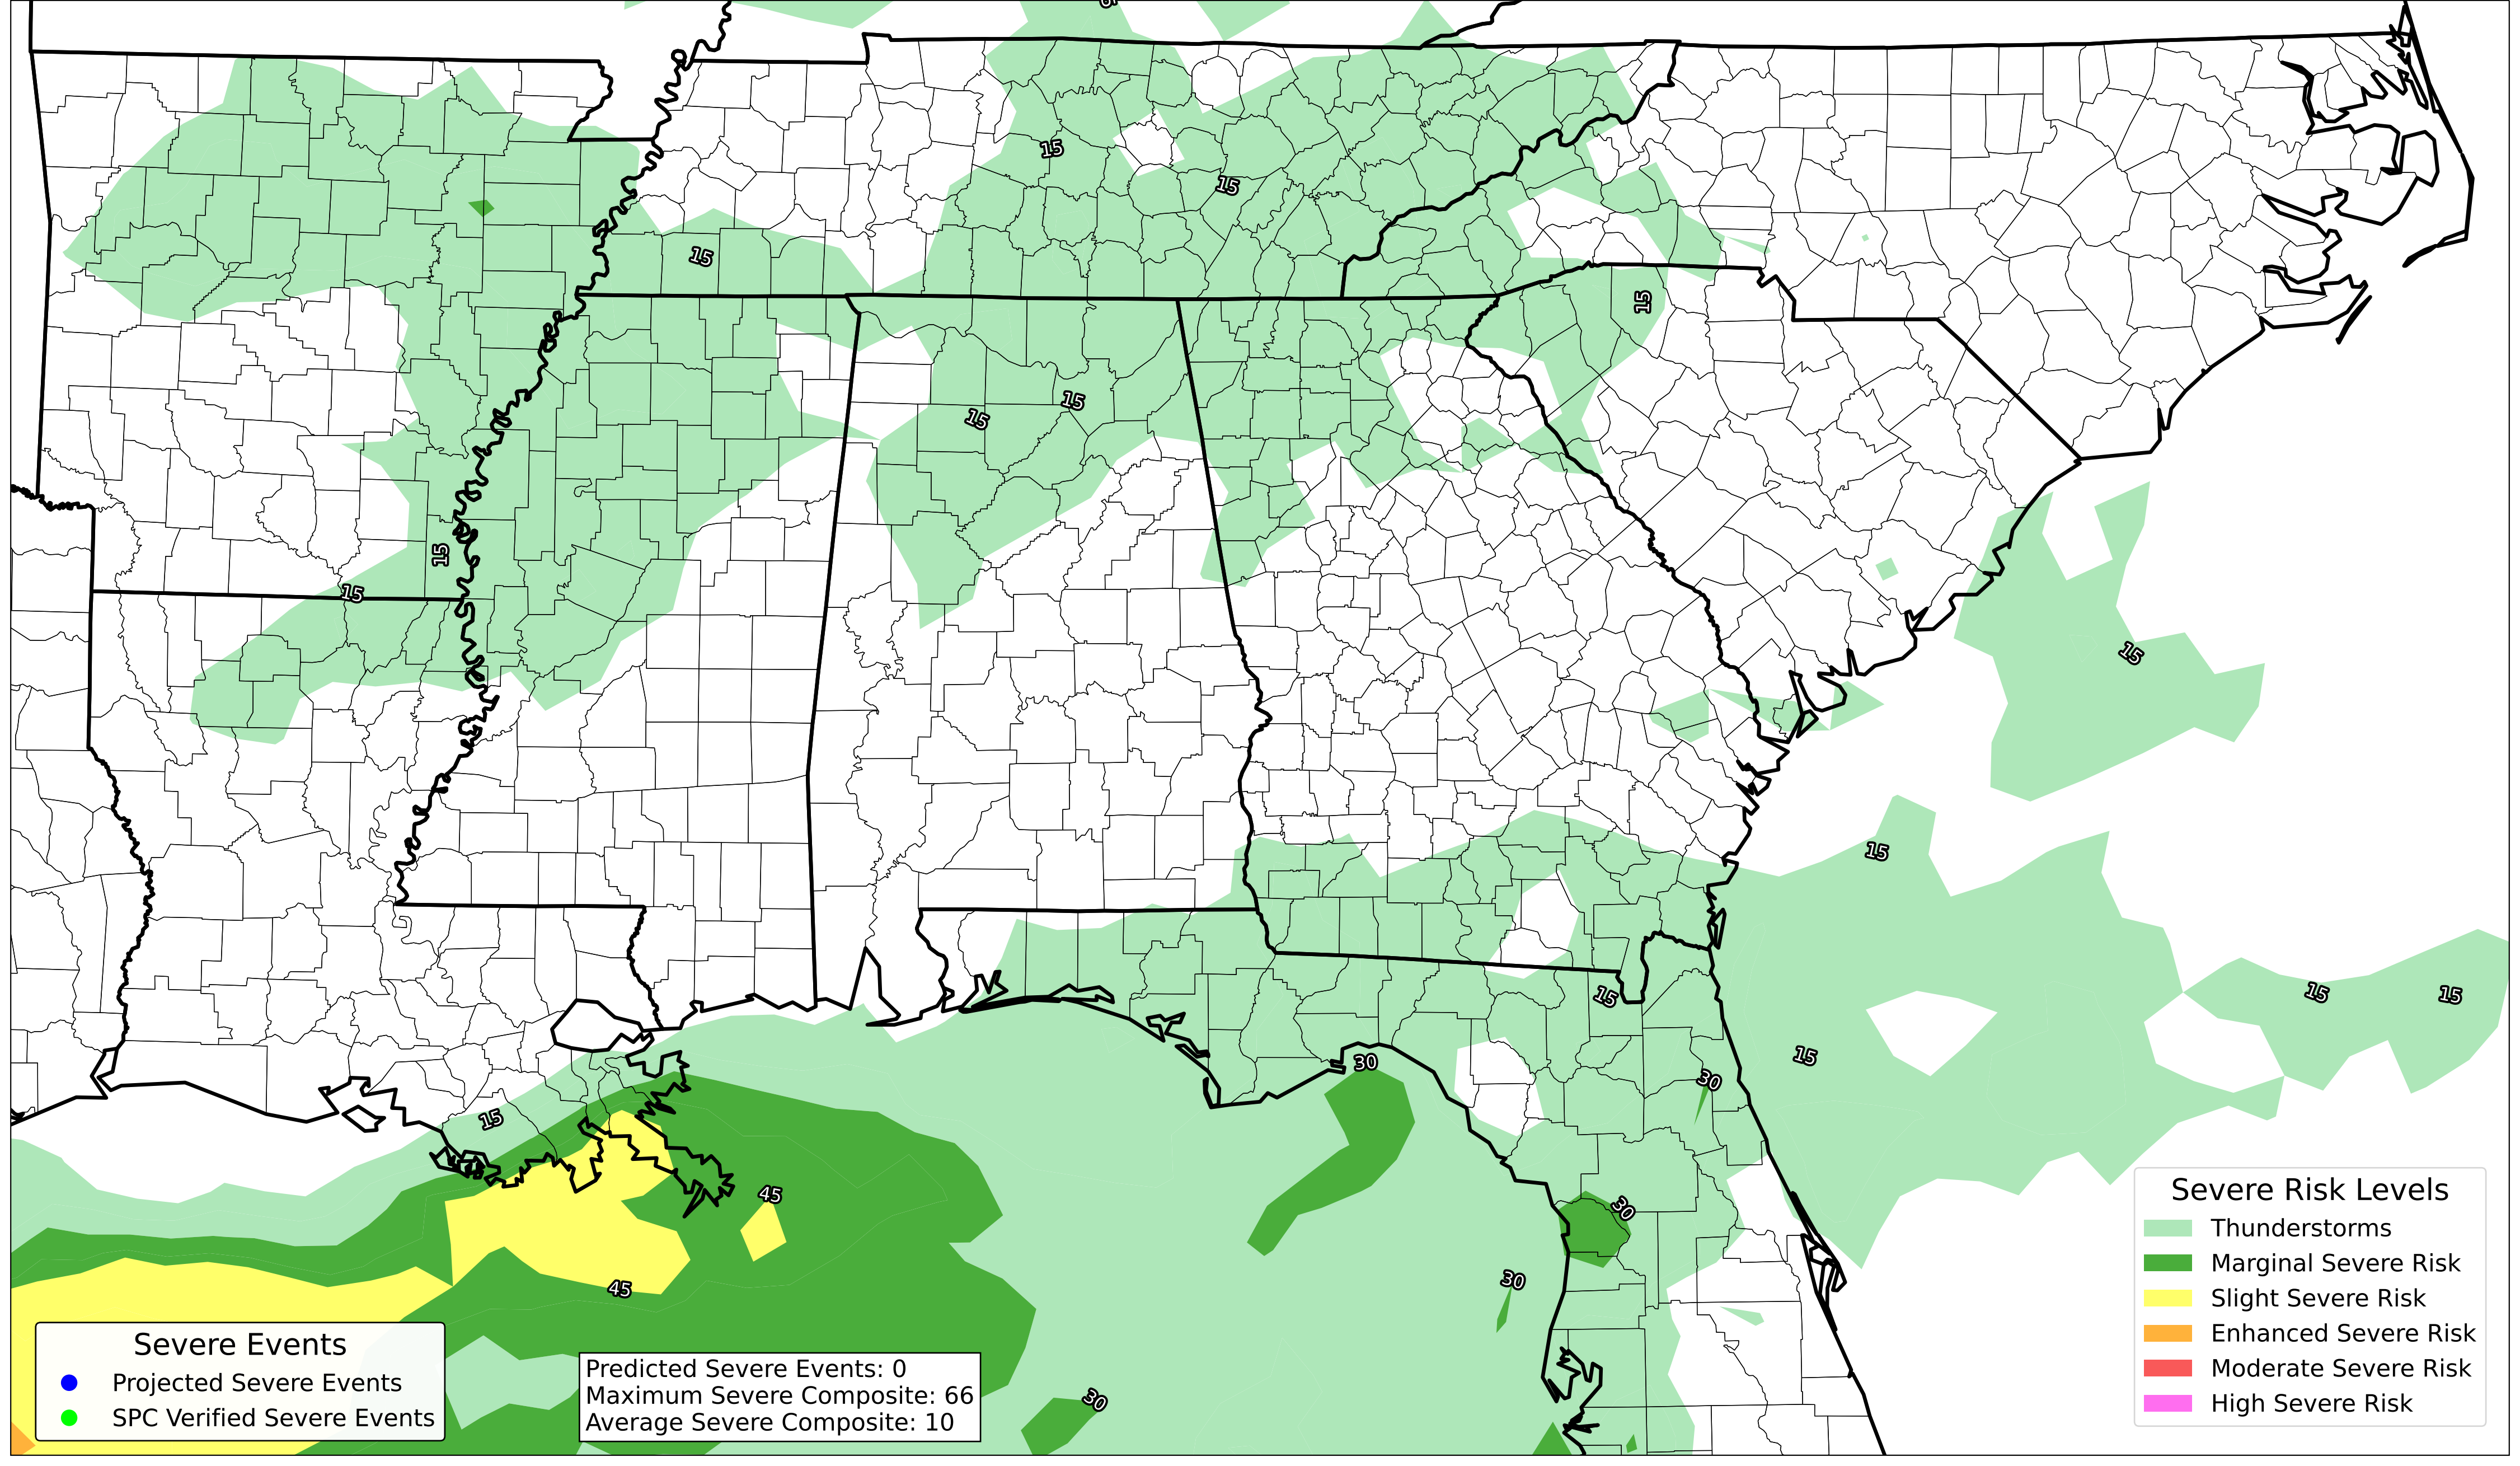 15
15
15
15
15
15
15
15
15
15
15
15
15
15
30
30
15
45
30
45
30
30
Severe Risk Levels
Thunderstorms
Marginal Severe Risk
Slight Severe Risk
Enhanced Severe Risk
Moderate Severe Risk
High Severe Risk
Severe Events
Projected Severe Events
SPC Verified Severe Events
Predicted Severe Events: 0
Maximum Severe Composite: 66
Average Severe Composite: 10